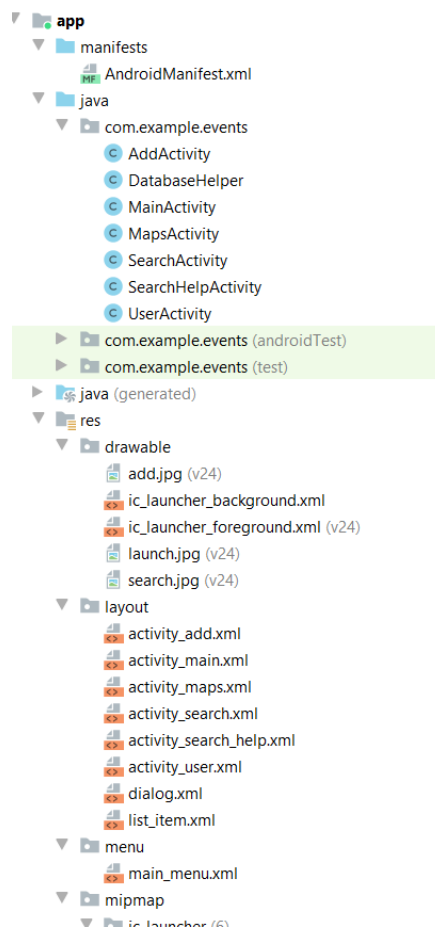 app
manifests
MF AndroidManifest.xml
java
com.example.events
C AddActivity
C DatabaseHelper
C MainActivity
C MapsActivity
C SearchActivity
C SearchHelpActivity
C UserActivity
com.example.events (androidTest)
com.example.events (test)
java (generated)
res
drawable
add.jpg (v24)
ic_launcher_background.xml
ic_launcher_foreground.xml (v24)
launch.jpg (v24)
search.jpg (v24)
layout
activity_add.xml
activity_main.xml
activity_maps.xml
activity_search.xml
activity_search_help.xml
activity_user.xml
dialog.xml
list_item.xml
menu
main_menu.xml
mipmap
ic_launcher (6)